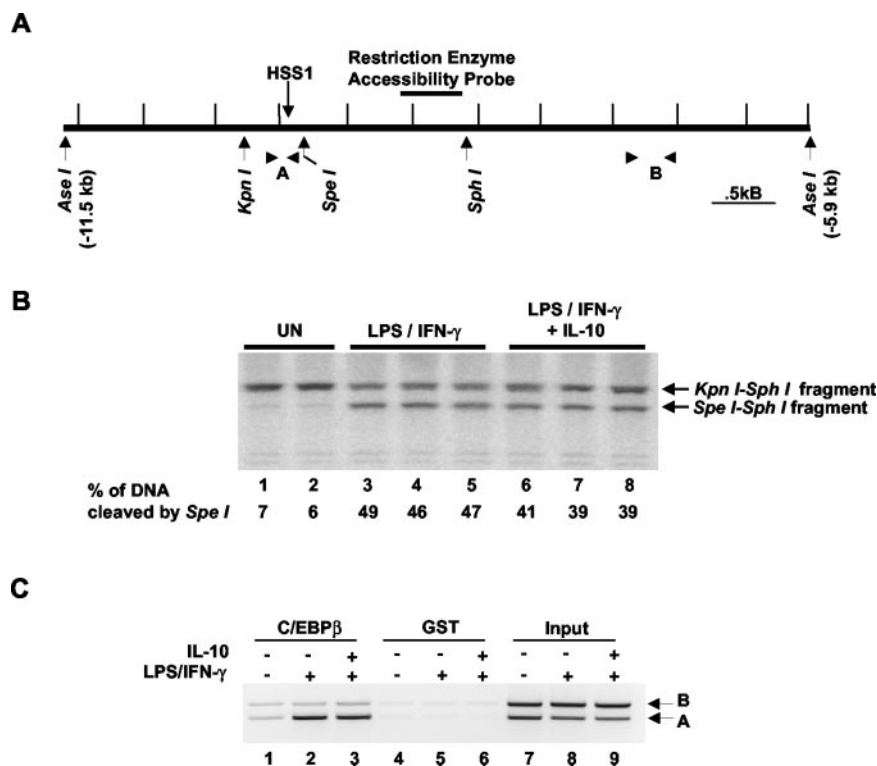 A
Restriction Enzyme
Accessibility Probe
HSS1
Ase I
(-11.5 kb)
Kpn I
A
Spe I
Sph I
B
.5kB
Ase I
(-5.9 kb)
B
UN
LPS / IFN-γ
LPS / IFN-γ
+ IL-10
Kpn I-Sph I fragment
Spe I-Sph I fragment
1 2 3 4 5 6 7 8
% of DNA
cleaved by Spe I
7 6 49 46 47 41 39 39
C
C/EBPβ GST Input
IL-10 - - + - - + - - +
LPS/IFN-γ - + + - + + - + +
B
A
1 2 3 4 5 6 7 8 9